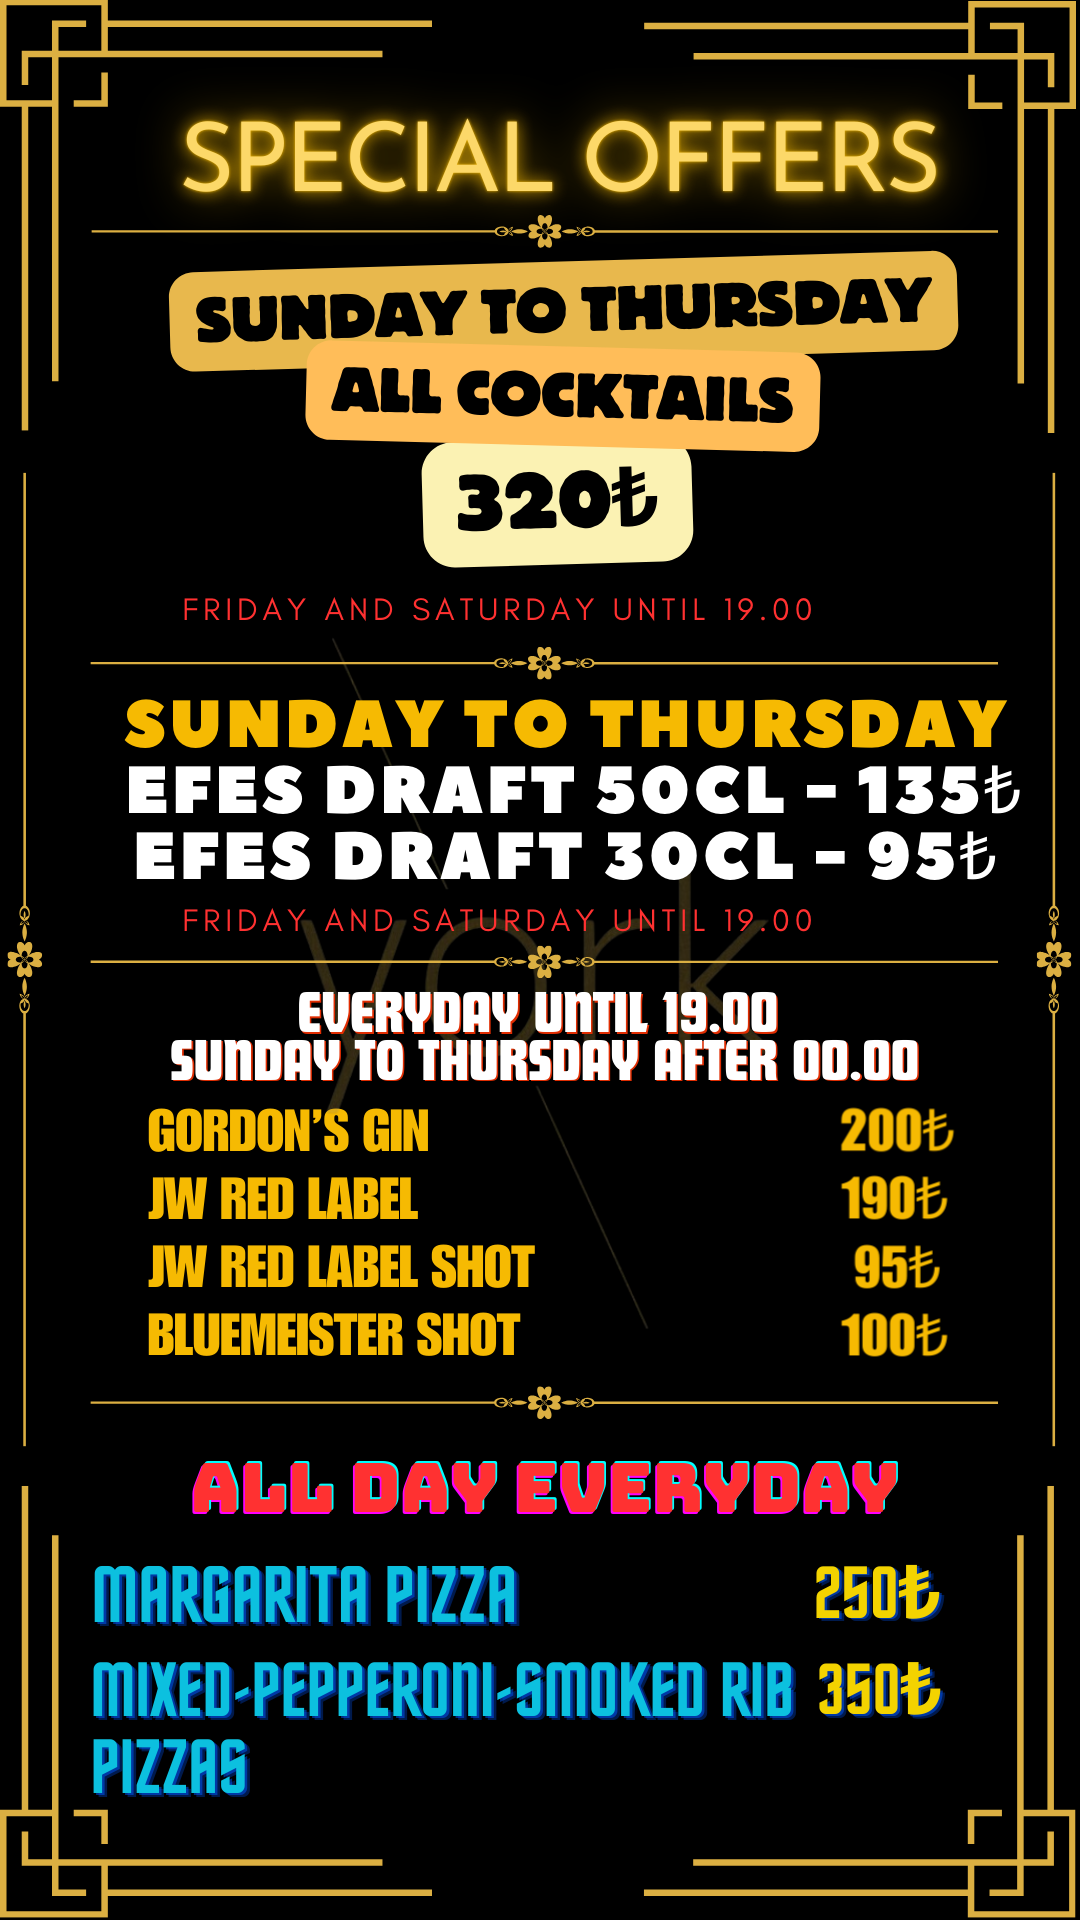 SPECIAL OFFERS
SUNDAY TO THURSDAY
ALL COCKTAILS
320₺
FRIDAY AND SATURDAY UNTIL 19.00
SUNDAY TO THURSDAY
EFES DRAFT 50CL - 135₺
EFES DRAFT 30CL - 95₺
FRIDAY AND SATURDAY UNTIL 19.00
york
EVERYDAY UNTIL 19.00
SUNDAY TO THURSDAY AFTER 00.00
GORDON'S GIN 200₺
JW RED LABEL 190₺
JW RED LABEL SHOT 95₺
BLUEMEISTER SHOT 100₺
ALL DAY EVERYDAY
MARGARITA PIZZA 250₺
MIXED-PEPPERONI-SMOKED RIB 350₺
PIZZAS